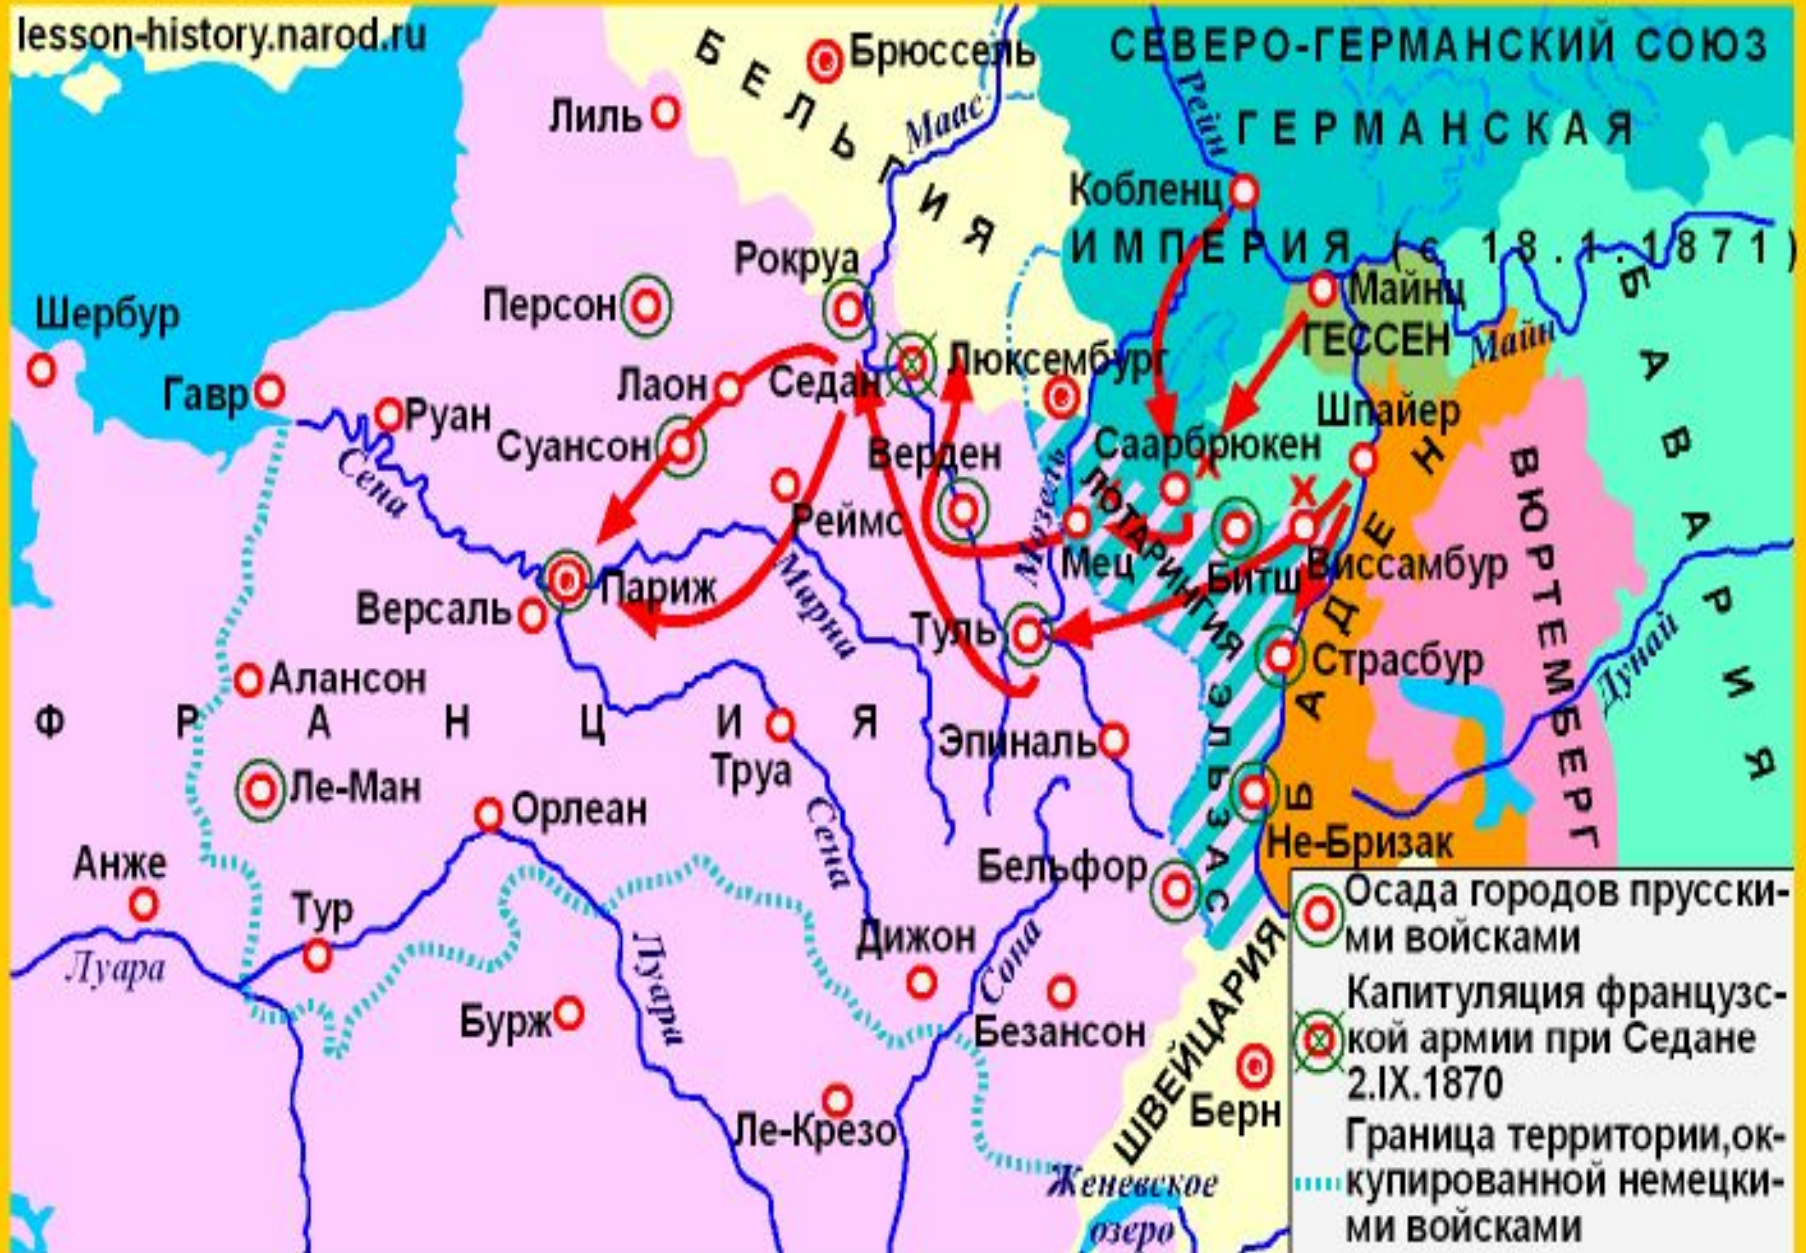 lesson-history.narod.ru
СЕВЕРО-ГЕРМАНСКИЙ СОЮЗ
ГЕРМАНСКАЯ
ИМПЕРИЯ (с 18.1.1871)
БЕЛЬГИЯ
Брюссель
Лиль
Маас
Рейн
Кобленц
Рокруа
Персон
Майнц
ГЕССЕН
Майн
БАВАРИЯ
Шербур
Гавр
Руан
Лаон
Седан
Люксембург
Шпайер
Суансон
Верден
Саарбрюкен
Сена
Реймс
Мозель
ЛОТАРИНГИЯ
Мец
Битш
Виссамбур
БАДЕН
ВЮРТЕМБЕРГ
Париж
Версаль
Марни
Туль
Страсбур
Дунай
Алансон
ФРАНЦИЯ
Эпиналь
ЭЛЬЗАС
Труа
Ле-Ман
Орлеан
Сена
Не-Бризак
Анже
Бельфор
Тур
Дижон
Луара
Луара
Сона
Бурж
Безансон
ШВЕЙЦАРИЯ
Берн
Ле-Крезо
Женевское
озеро
Осада городов прусски-
ми войсками
Капитуляция французс-
кой армии при Седане
2.IX.1870
Граница территории,ок-
купированной немецки-
ми войсками